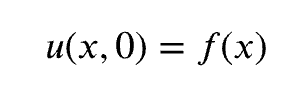 u(x, 0) = f(x)